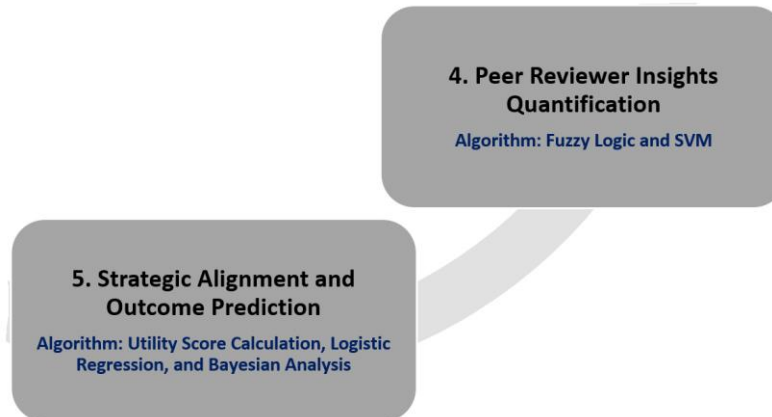 4. Peer Reviewer Insights
Quantification
Algorithm: Fuzzy Logic and SVM
5. Strategic Alignment and
Outcome Prediction
Algorithm: Utility Score Calculation, Logistic
Regression, and Bayesian Analysis